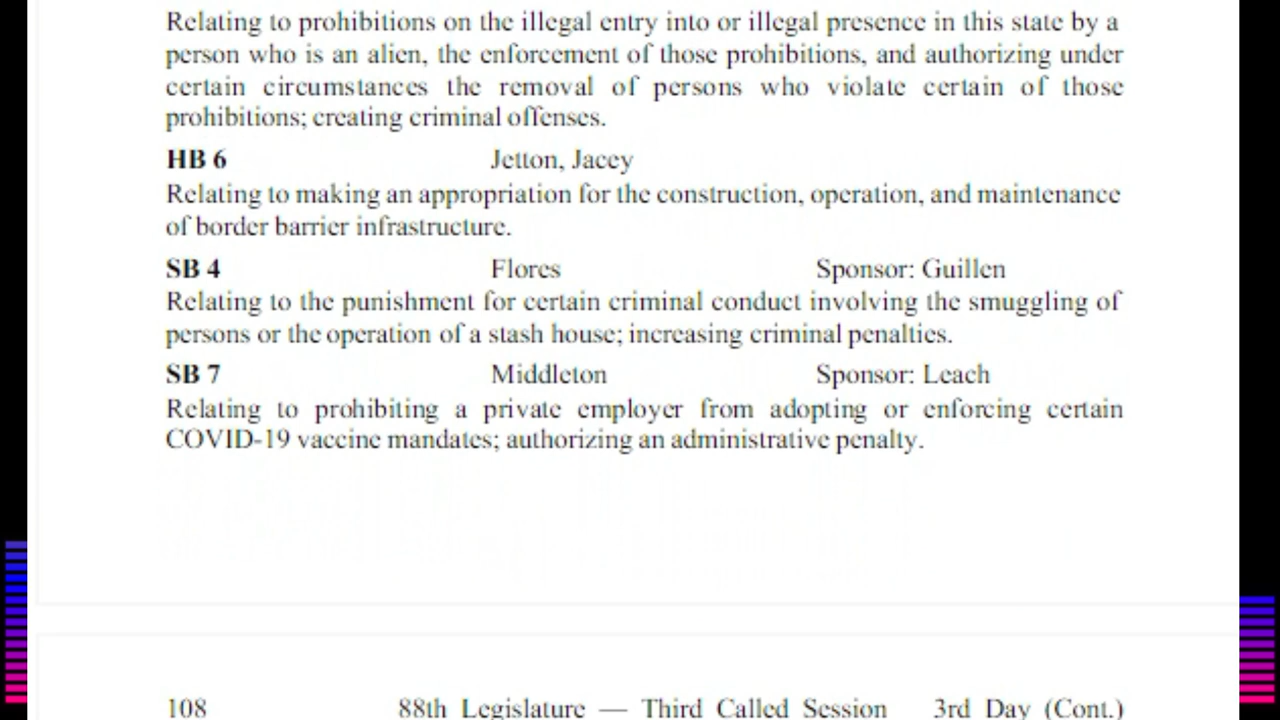 Relating to prohibitions on the illegal entry into or illegal presence in this state by a
person who is an alien, the enforcement of those prohibitions, and authorizing under
certain circumstances the removal of persons who violate certain of those
prohibitions; creating criminal offenses.
HB 6 Jetton, Jacey
Relating to making an appropriation for the construction, operation, and maintenance
of border barrier infrastructure.
SB 4 Flores Sponsor: Guillen
Relating to the punishment for certain criminal conduct involving the smuggling of
persons or the operation of a stash house; increasing criminal penalties.
SB 7 Middleton Sponsor: Leach
Relating to prohibiting a private employer from adopting or enforcing certain
COVID-19 vaccine mandates; authorizing an administrative penalty.
108 88th Legislature — Third Called Session 3rd Day (Cont.)